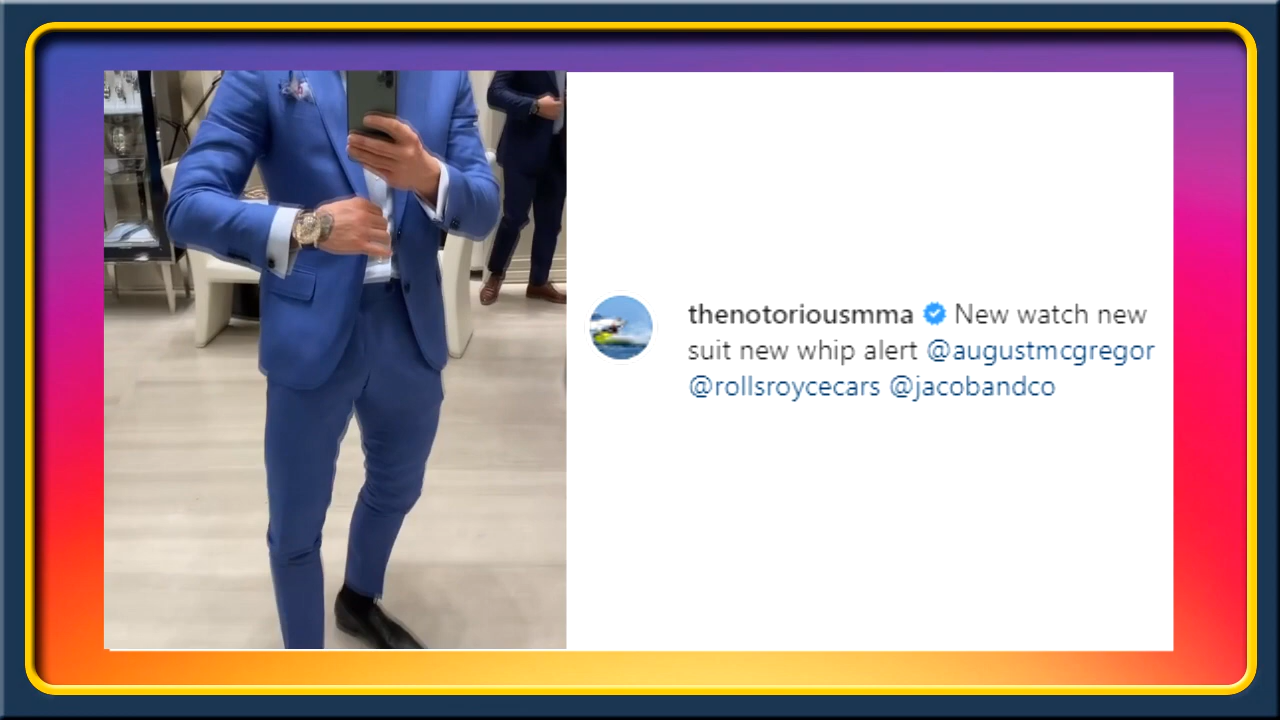 thenotoriousmma New watch new
suit new whip alert @augustmcgregor
@rollsroycecars @jacobandco